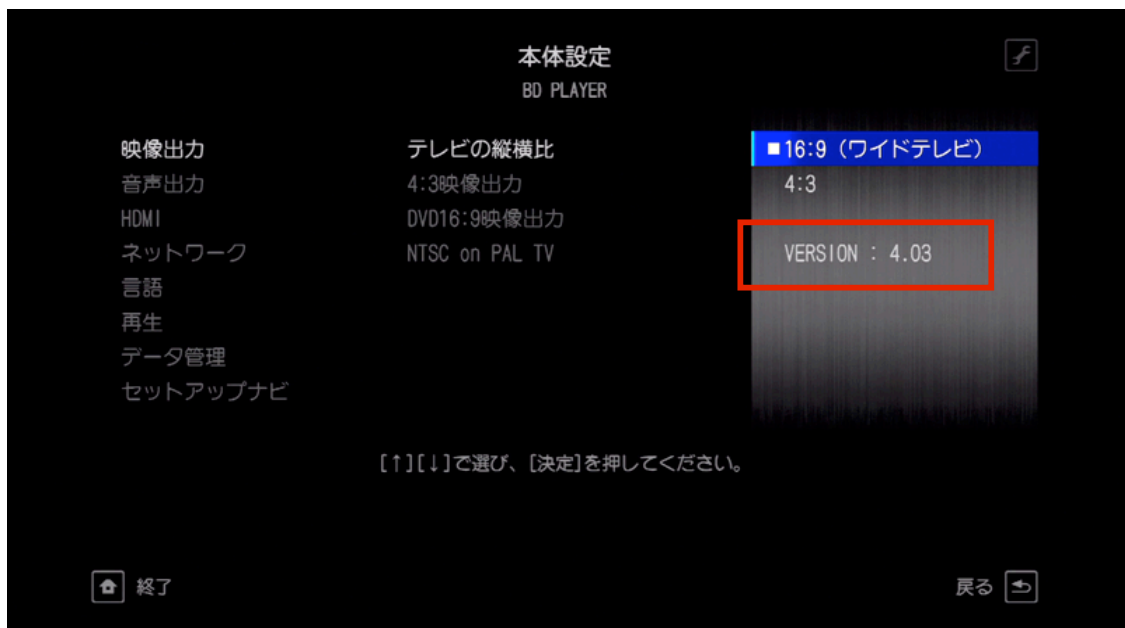 本体設定
BD PLAYER
映像出力
音声出力
HDMI
ネットワーク
言語
再生
データ管理
セットアップナビ
テレビの縦横比
4:3映像出力
DVD16:9映像出力
NTSC on PAL TV
16:9（ワイドテレビ）
4:3
VERSION : 4.03
[↑][↓]で選び、[決定]を押してください。
終了
戻る